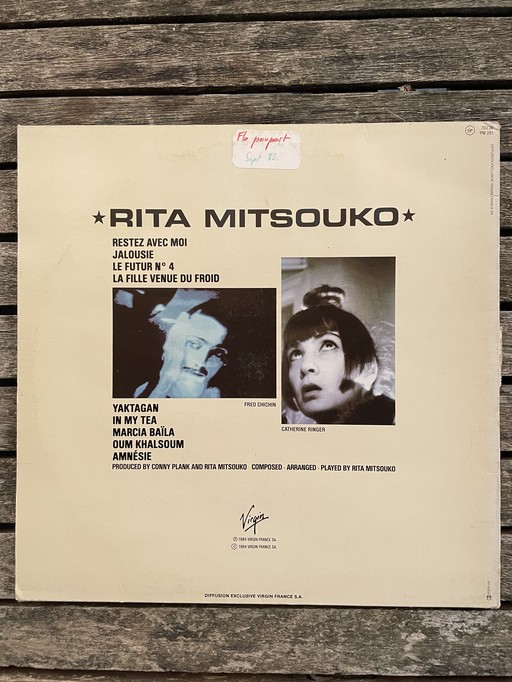 Flo poupart
Sept 85.
★RITA MITSOUKO★
RESTEZ AVEC MOI
JALOUSIE
LE FUTUR N° 4
LA FILLE VENUE DU FROID
FRED CHICHIN
CATHERINE RINGER
YAKTAGAN
IN MY TEA
MARCIA BAÏLA
OUM KHALSOUM
AMNÉSIE
PRODUCED BY CONNY PLANK AND RITA MITSOUKO COMPOSED · ARRANGED · PLAYED BY RITA MITSOUKO
Virgin
Ⓟ 1984 VIRGIN FRANCE SA
Ⓒ 1984 VIRGIN FRANCE SA
DIFFUSION EXCLUSIVE VIRGIN FRANCE S.A.